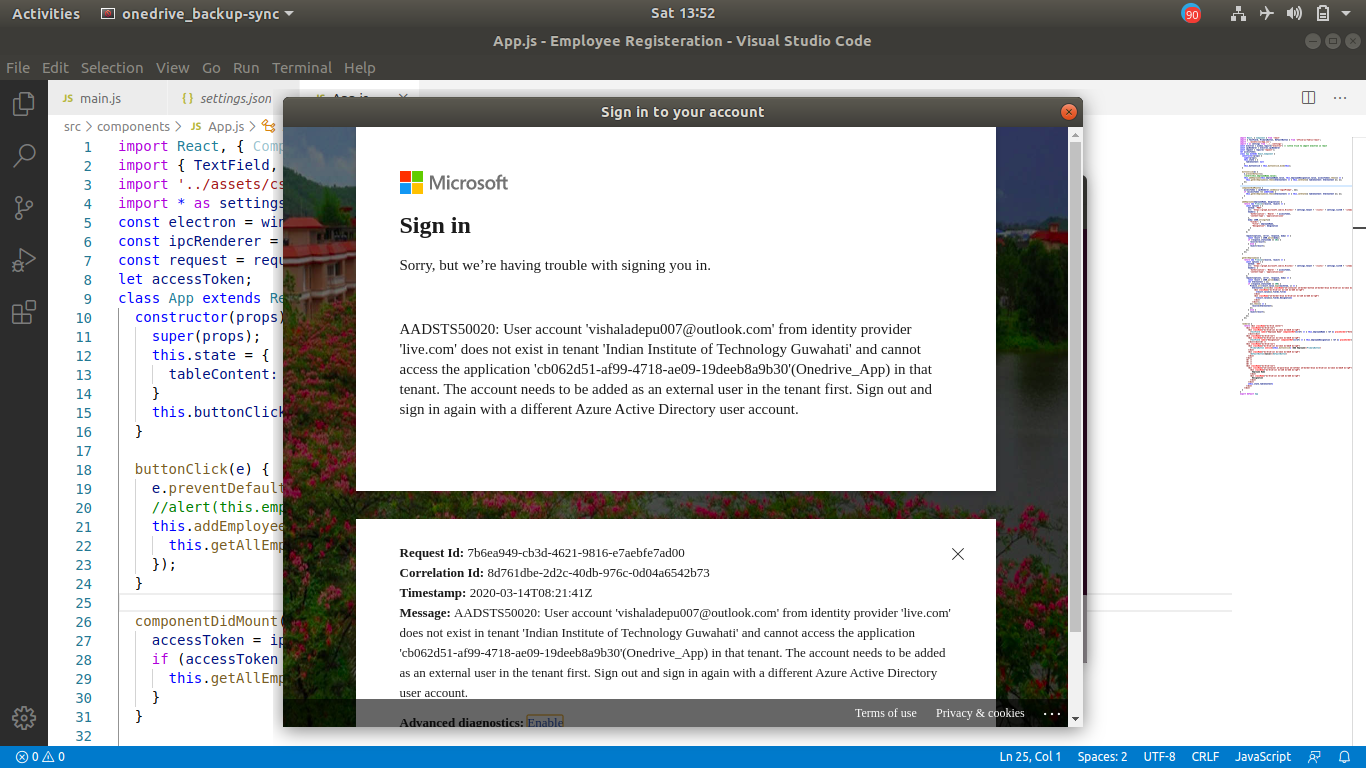 Activities onedrive_backup-sync Sat 13:52 90
App.js - Employee Registeration - Visual Studio Code
File Edit Selection View Go Run Terminal Help
JS main.js { } settings.json JS App.js
src > components > JS App.js >
1 import React, { Comp
2 import { TextField,
3 import '../assets/cs
4 import * as settings
5 const electron = win
6 const ipcRenderer =
7 const request = requ
8 let accessToken;
9 class App extends Re
10 constructor(props)
11 super(props);
12 this.state = {
13 tableContent:
14 }
15 this.buttonClick
16 }
17
18 buttonClick(e) {
19 e.preventDefault
20 //alert(this.emp
21 this.addEmployee
22 this.getAllEmp
23 });
24 }
25
26 componentDidMount(
27 accessToken = ip
28 if (accessToken
29 this.getAllEmp
30 }
31 }
32
Sign in to your account
Microsoft
Sign in
Sorry, but we’re having trouble with signing you in.
AADSTS50020: User account 'vishaladepu007@outlook.com' from identity provider
'live.com' does not exist in tenant 'Indian Institute of Technology Guwahati' and cannot
access the application 'cb062d51-af99-4718-ae09-19deeb8a9b30'(Onedrive_App) in that
tenant. The account needs to be added as an external user in the tenant first. Sign out and
sign in again with a different Azure Active Directory user account.
Request Id: 7b6ea949-cb3d-4621-9816-e7aebfe7ad00
Correlation Id: 8d761dbe-2d2c-40db-976c-0d04a6542b73
Timestamp: 2020-03-14T08:21:41Z
Message: AADSTS50020: User account 'vishaladepu007@outlook.com' from identity provider 'live.com'
does not exist in tenant 'Indian Institute of Technology Guwahati' and cannot access the application
'cb062d51-af99-4718-ae09-19deeb8a9b30'(Onedrive_App) in that tenant. The account needs to be added
as an external user in the tenant first. Sign out and sign in again with a different Azure Active Directory
user account.
Advanced diagnostics: Enable
Terms of use Privacy & cookies ...
0 0 Ln 25, Col 1 Spaces: 2 UTF-8 CRLF JavaScript